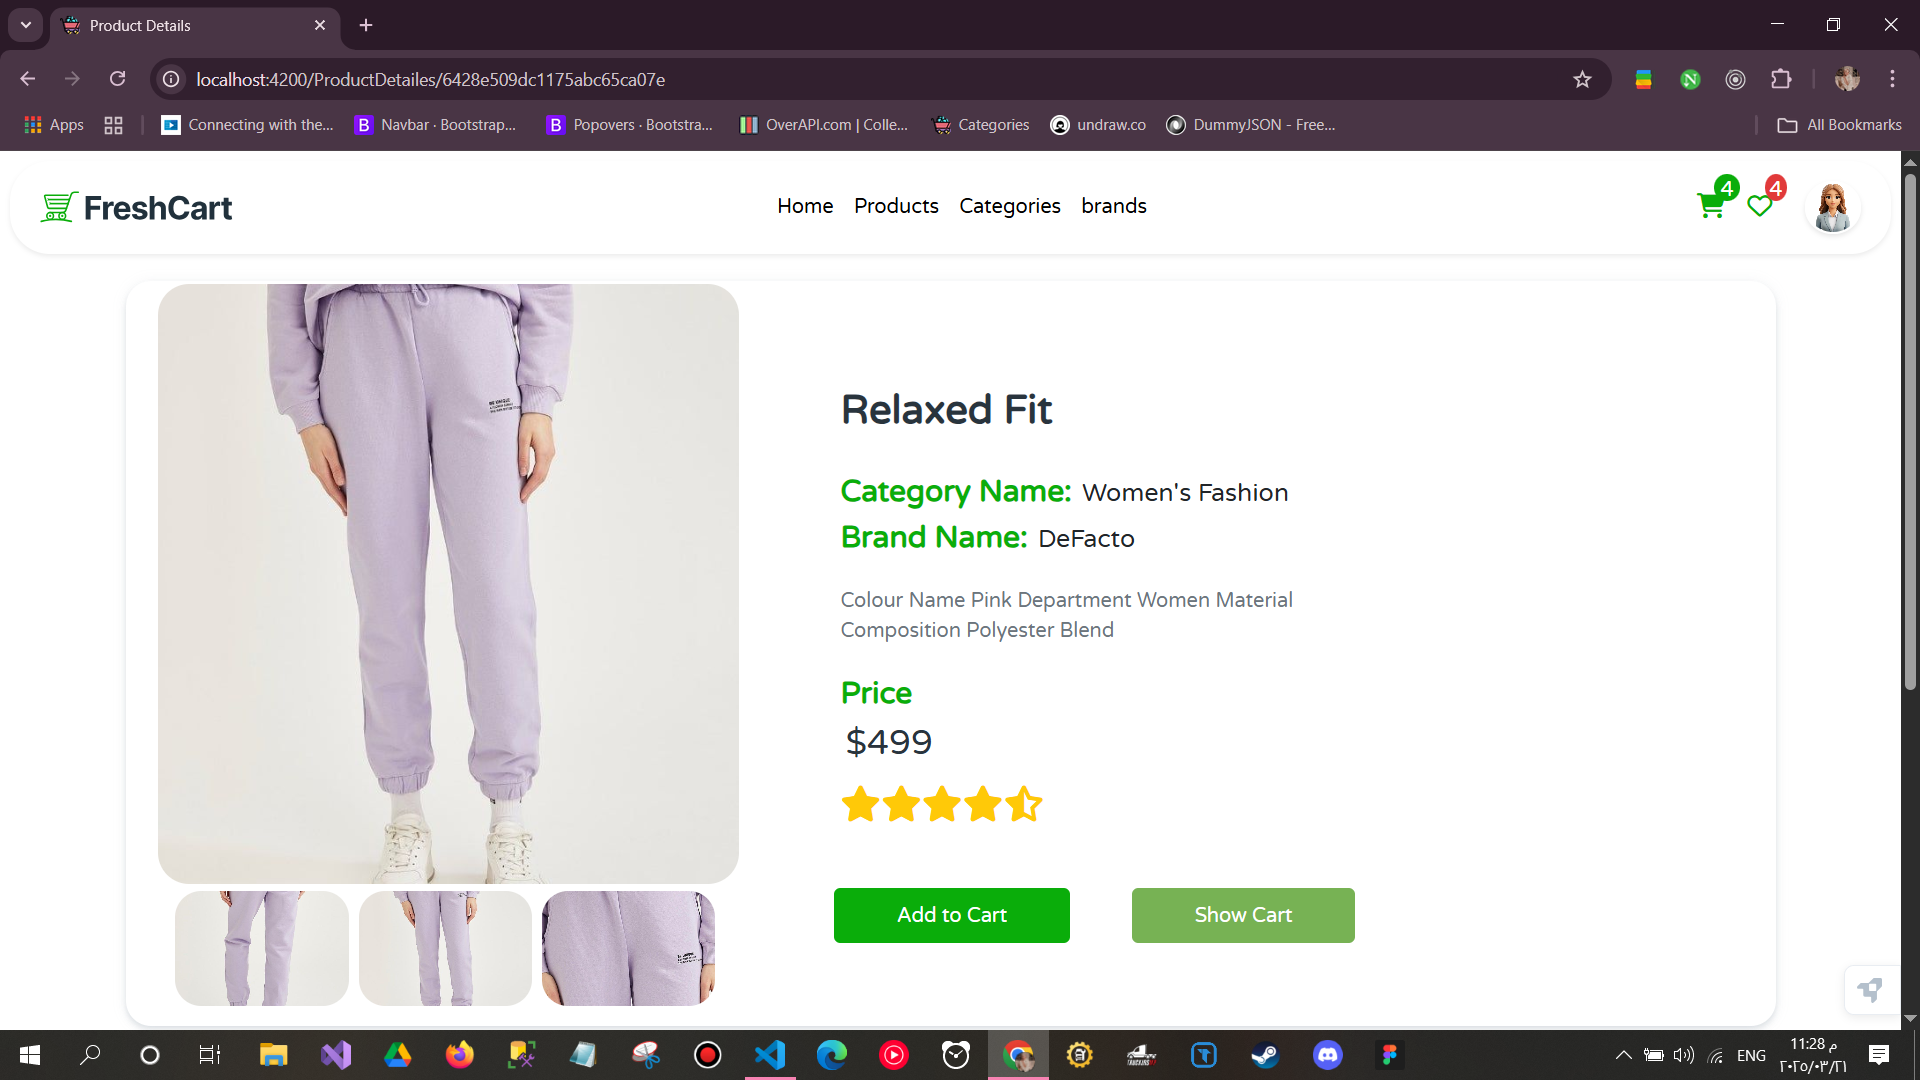 Product Details
localhost:4200/ProductDetailes/6428e509dc1175abc65ca07e
Apps
Connecting with the...
Navbar · Bootstrap...
Popovers · Bootstra...
OverAPI.com | Colle...
Categories
undraw.co
DummyJSON - Free...
All Bookmarks
FreshCart
Home Products Categories brands
4
4
Relaxed Fit
Category Name: Women's Fashion
Brand Name: DeFacto
Colour Name Pink Department Women Material
Composition Polyester Blend
Price
$499
Add to Cart
Show Cart
ENG
11:28 م
٢٠٢٥/٠٣/٢١